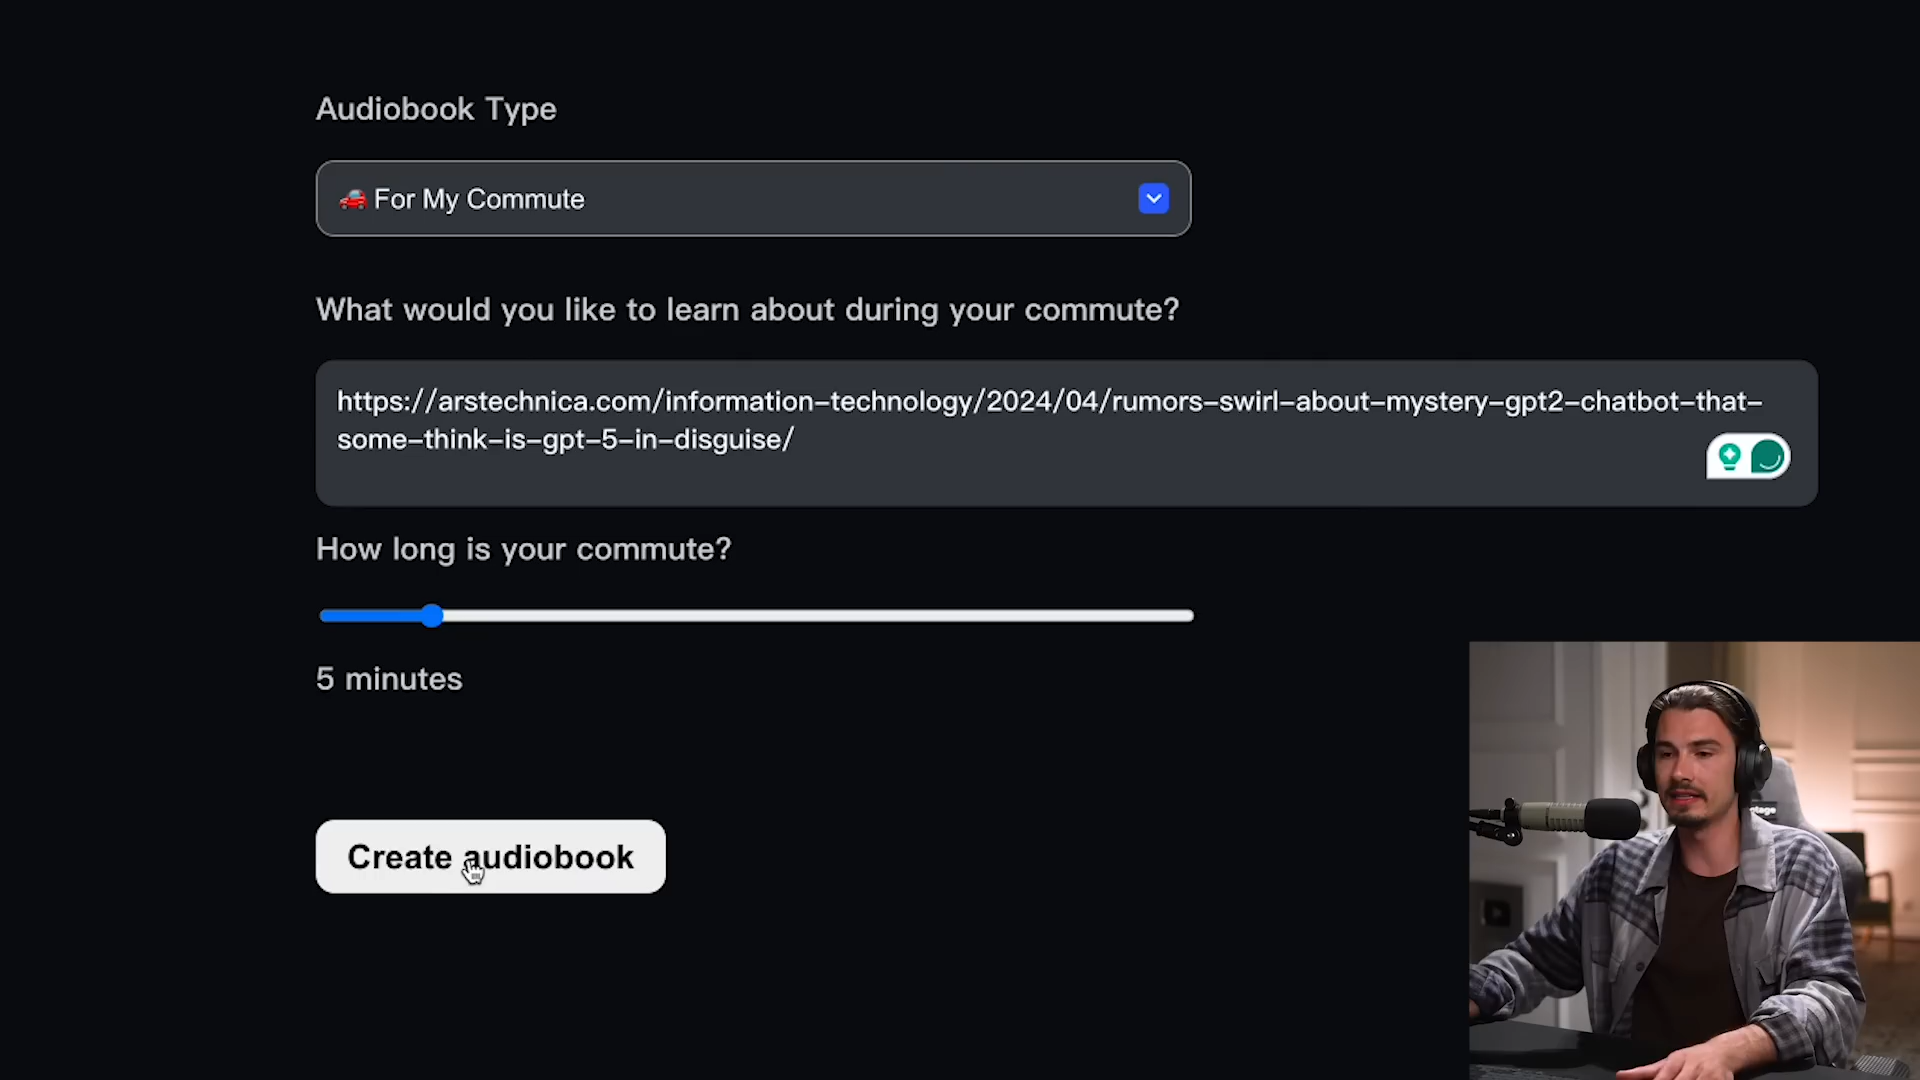 Audiobook Type
For My Commute
What would you like to learn about during your commute?
https://arstechnica.com/information-technology/2024/04/rumors-swirl-about-mystery-gpt2-chatbot-that-
some-think-is-gpt-5-in-disguise/
How long is your commute?
5 minutes
Create audiobook